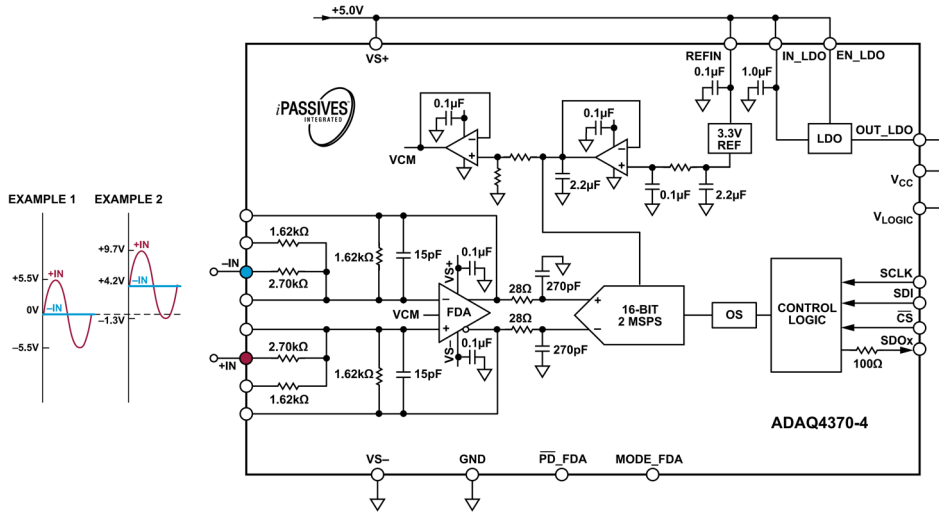 +5.0V
VS+
REFIN
IN_LDO
EN_LDO
iPASSIVES™
INTEGRATED
0.1µF
0.1µF
0.1µF
1.0µF
3.3V
REF
LDO
OUT_LDO
VCM
2.2µF
0.1µF
2.2µF
VCC
VLOGIC
EXAMPLE 1
EXAMPLE 2
+5.5V
+IN
0V
–IN
–5.5V
+9.7V
+IN
+4.2V
–IN
–1.3V
1.62kΩ
–IN
2.70kΩ
1.62kΩ
15pF
VS+
0.1µF
28Ω
270pF
VCM
FDA
28Ω
VS–
0.1µF
270pF
16-BIT
2 MSPS
OS
CONTROL
LOGIC
SCLK
SDI
CS
SDOx
100Ω
2.70kΩ
+IN
1.62kΩ
1.62kΩ
15pF
ADAQ4370-4
VS–
GND
PD_FDA
MODE_FDA